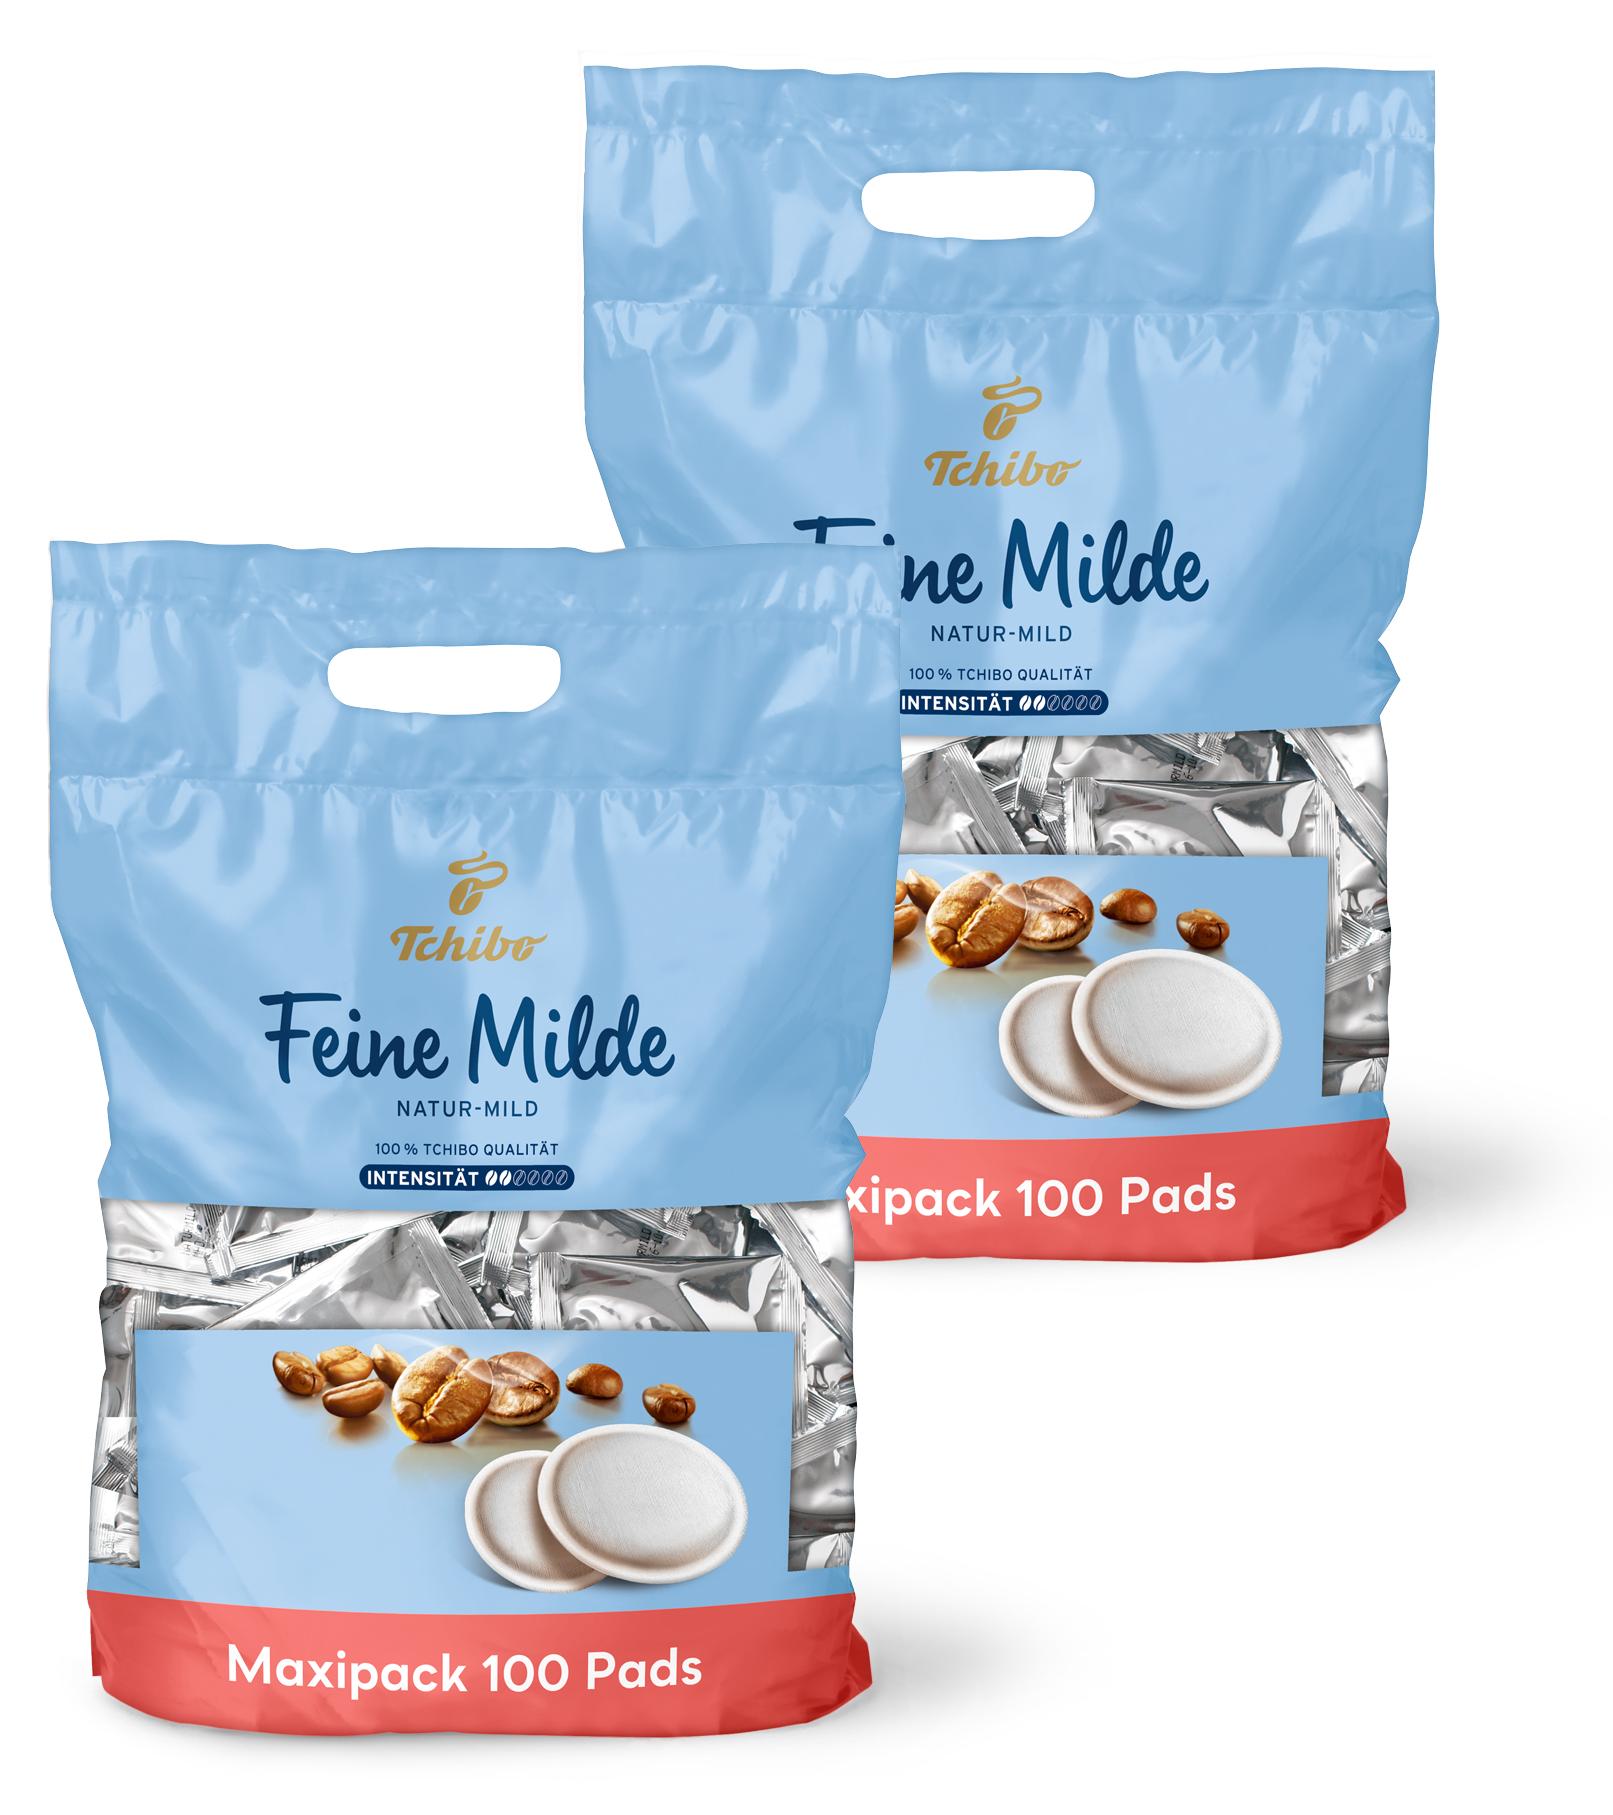 Tchibo
Feine Milde
NATUR-MILD
100 % TCHIBO QUALITÄT
INTENSITÄT
Maxipack 100 Pads
Tchibo
ne Milde
NATUR-MILD
100 % TCHIBO QUALITÄT
INTENSITÄT
xipack 100 Pads